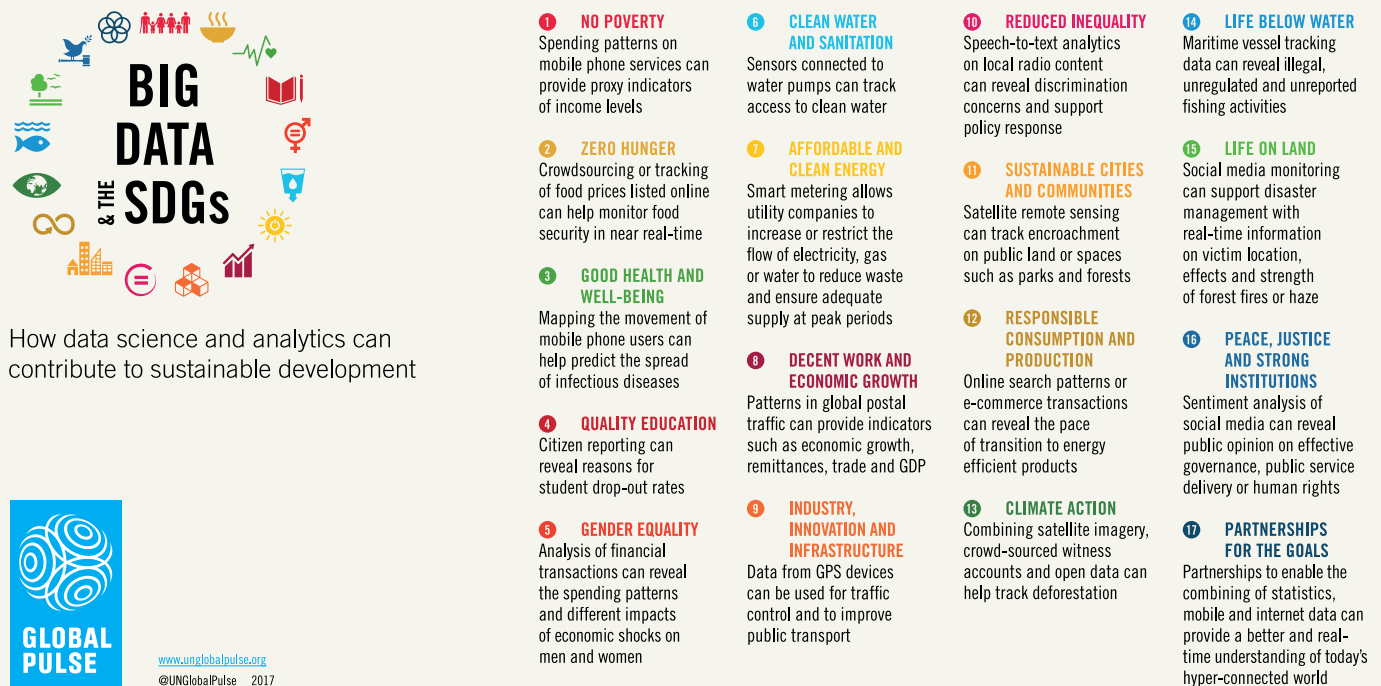 BIG
DATA
& THE
SDGs
How data science and analytics can
contribute to sustainable development
GLOBAL
PULSE
www.unglobalpulse.org
@UNGlobalPulse 2017
1 NO POVERTY
Spending patterns on
mobile phone services can
provide proxy indicators
of income levels
2 ZERO HUNGER
Crowdsourcing or tracking
of food prices listed online
can help monitor food
security in near real-time
3 GOOD HEALTH AND
WELL-BEING
Mapping the movement of
mobile phone users can
help predict the spread
of infectious diseases
4 QUALITY EDUCATION
Citizen reporting can
reveal reasons for
student drop-out rates
5 GENDER EQUALITY
Analysis of financial
transactions can reveal
the spending patterns
and different impacts
of economic shocks on
men and women
6 CLEAN WATER
AND SANITATION
Sensors connected to
water pumps can track
access to clean water
7 AFFORDABLE AND
CLEAN ENERGY
Smart metering allows
utility companies to
increase or restrict the
flow of electricity, gas
or water to reduce waste
and ensure adequate
supply at peak periods
8 DECENT WORK AND
ECONOMIC GROWTH
Patterns in global postal
traffic can provide indicators
such as economic growth,
remittances, trade and GDP
9 INDUSTRY,
INNOVATION AND
INFRASTRUCTURE
Data from GPS devices
can be used for traffic
control and to improve
public transport
10 REDUCED INEQUALITY
Speech-to-text analytics
on local radio content
can reveal discrimination
concerns and support
policy response
11 SUSTAINABLE CITIES
AND COMMUNITIES
Satellite remote sensing
can track encroachment
on public land or spaces
such as parks and forests
12 RESPONSIBLE
CONSUMPTION AND
PRODUCTION
Online search patterns or
e-commerce transactions
can reveal the pace
of transition to energy
efficient products
13 CLIMATE ACTION
Combining satellite imagery,
crowd-sourced witness
accounts and open data can
help track deforestation
14 LIFE BELOW WATER
Maritime vessel tracking
data can reveal illegal,
unregulated and unreported
fishing activities
15 LIFE ON LAND
Social media monitoring
can support disaster
management with
real-time information
on victim location,
effects and strength
of forest fires or haze
16 PEACE, JUSTICE
AND STRONG
INSTITUTIONS
Sentiment analysis of
social media can reveal
public opinion on effective
governance, public service
delivery or human rights
17 PARTNERSHIPS
FOR THE GOALS
Partnerships to enable the
combining of statistics,
mobile and internet data can
provide a better and real-
time understanding of today's
hyper-connected world